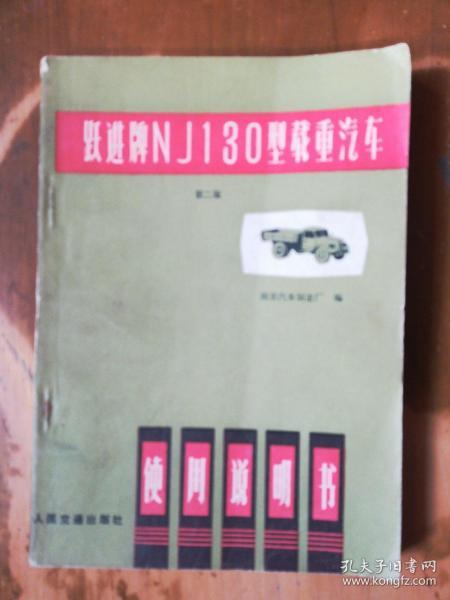 跃进牌NJ130型载重汽车
第二版
南京汽车制造厂 编
使用说明书
人民交通出版社
孔夫子旧书网
www.kongfz.com